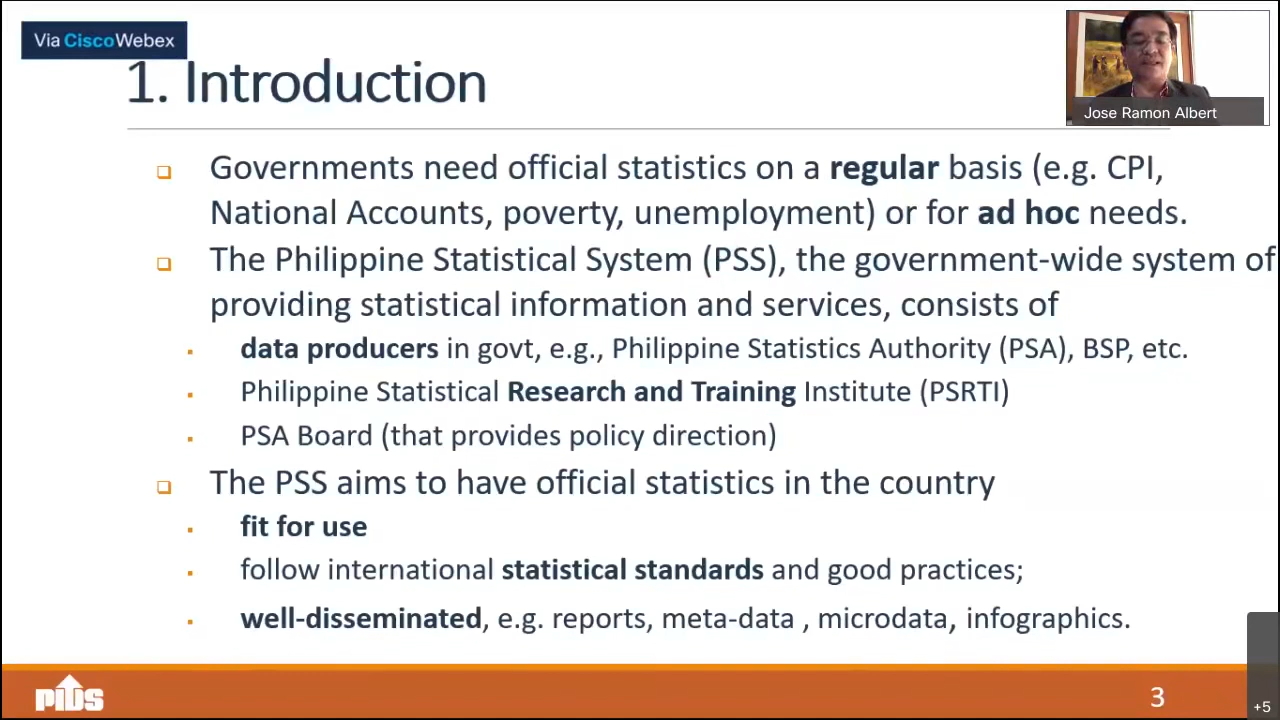 Via CiscoWebex
Jose Ramon Albert
1. Introduction
❑ Governments need official statistics on a regular basis (e.g. CPI,
National Accounts, poverty, unemployment) or for ad hoc needs.
❑ The Philippine Statistical System (PSS), the government-wide system of
providing statistical information and services, consists of
▪ data producers in govt, e.g., Philippine Statistics Authority (PSA), BSP, etc.
▪ Philippine Statistical Research and Training Institute (PSRTI)
▪ PSA Board (that provides policy direction)
❑ The PSS aims to have official statistics in the country
▪ fit for use
▪ follow international statistical standards and good practices;
▪ well-disseminated, e.g. reports, meta-data , microdata, infographics.
PIDS
3
+5